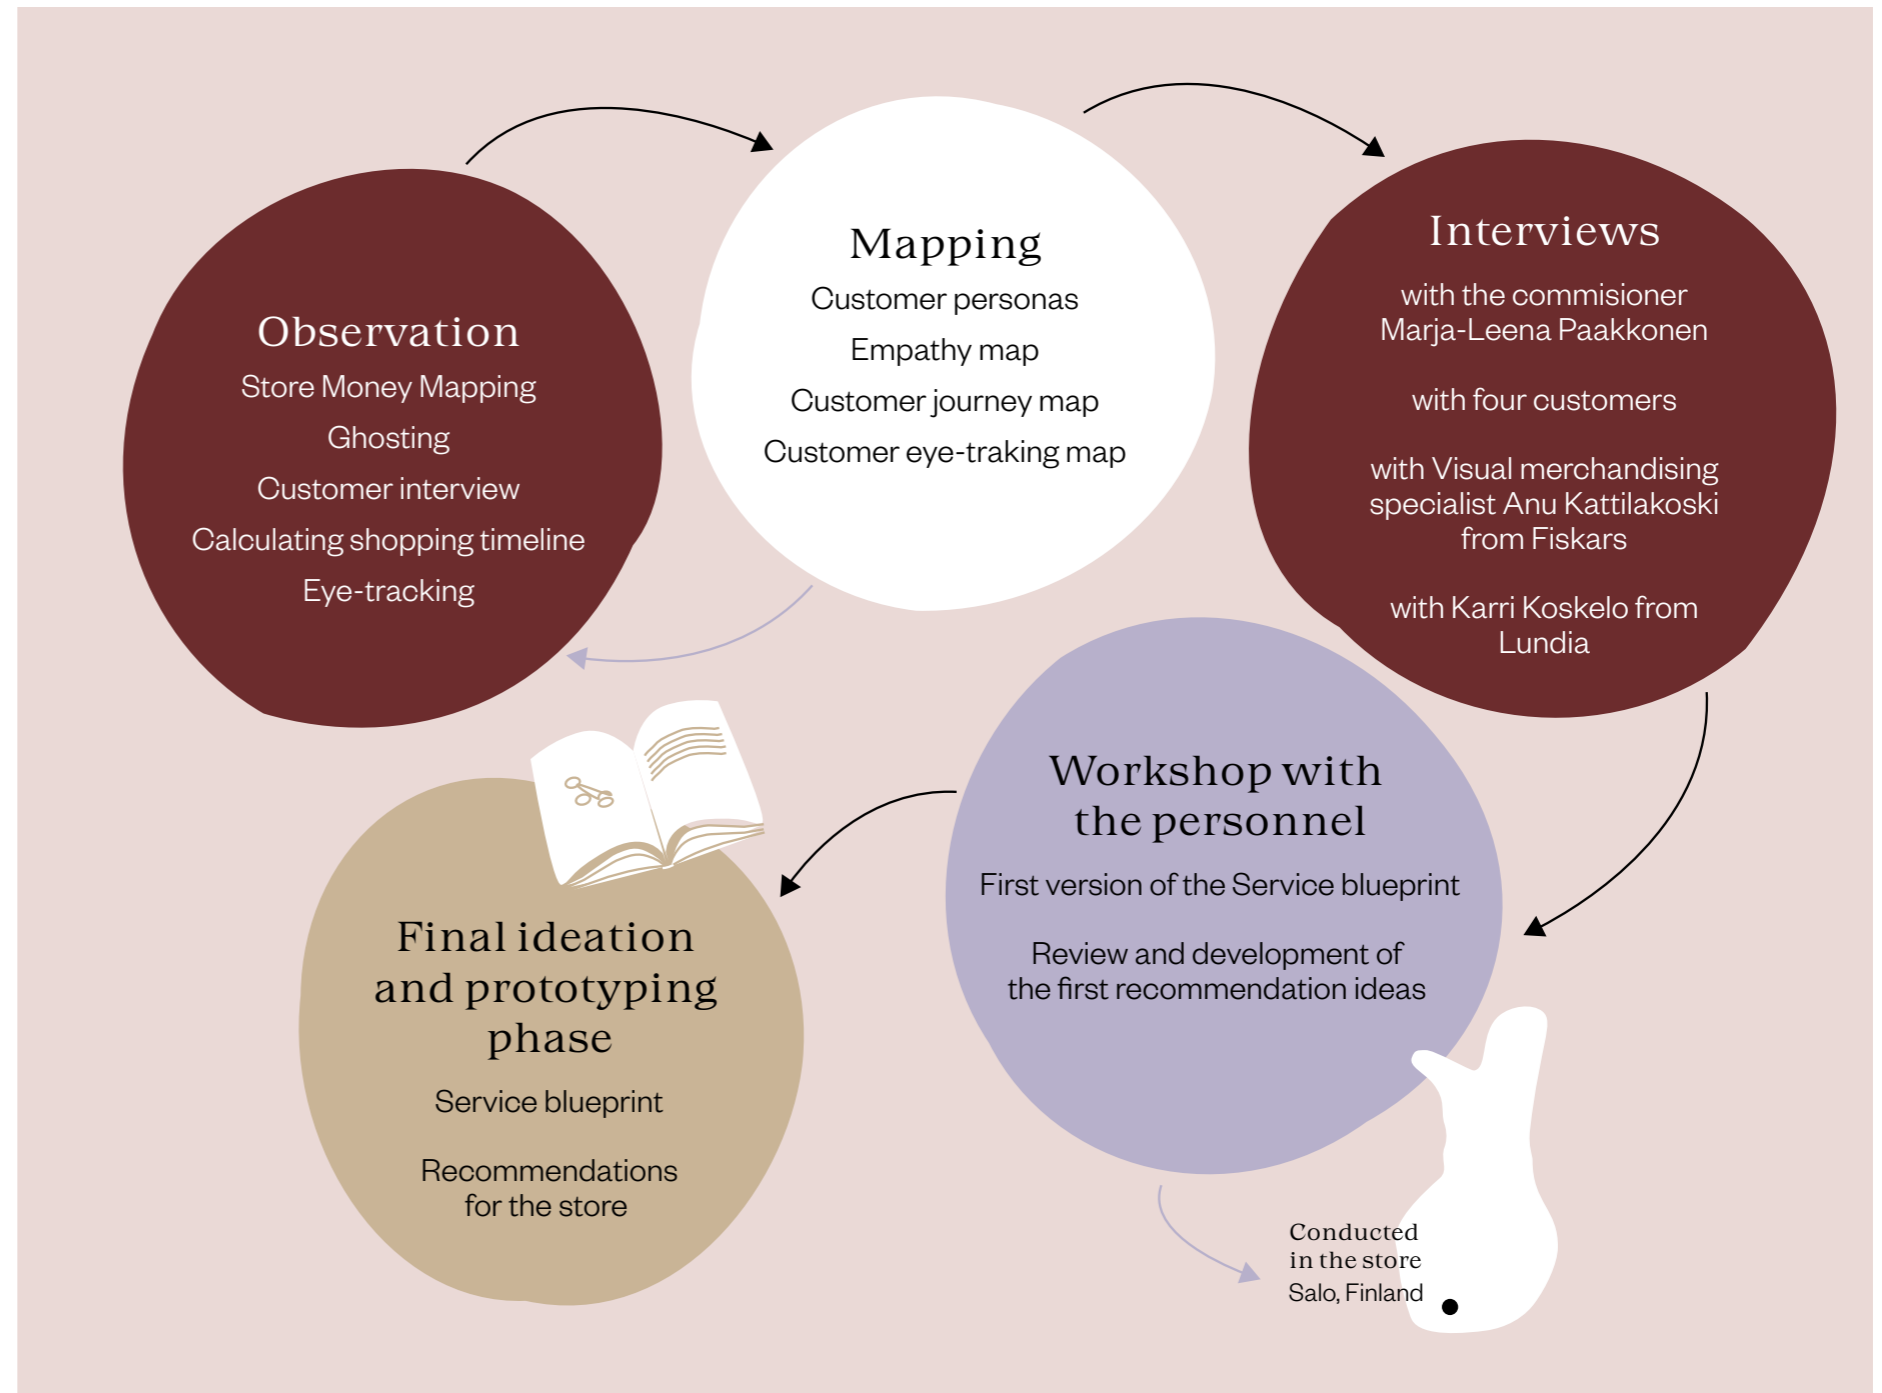 Observation
Store Money Mapping
Ghosting
Customer interview
Calculating shopping timeline
Eye-tracking
Mapping
Customer personas
Empathy map
Customer journey map
Customer eye-traking map
Interviews
with the commisioner
Marja-Leena Paakkonen
with four customers
with Visual merchandising
specialist Anu Kattilakoski
from Fiskars
with Karri Koskelo from
Lundia
Workshop with
the personnel
First version of the Service blueprint
Review and development of
the first recommendation ideas
Conducted
in the store
Salo, Finland
Final ideation
and prototyping
phase
Service blueprint
Recommendations
for the store